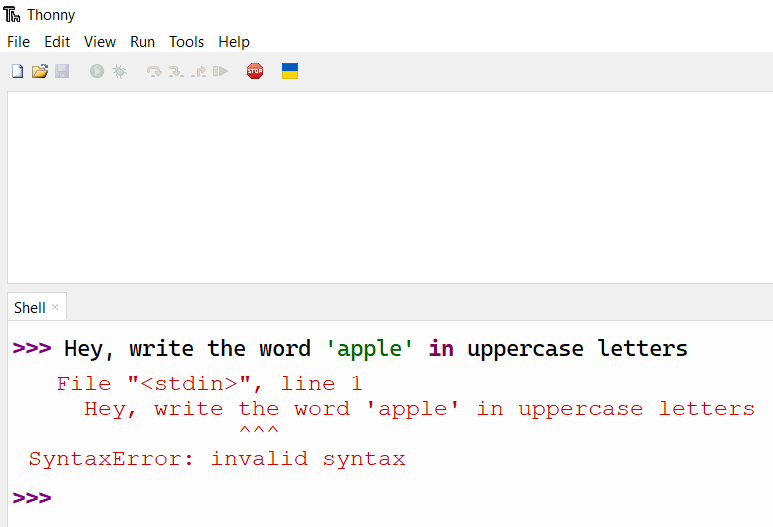 Thonny
File Edit View Run Tools Help
STOP
Shell ×
>>> Hey, write the word 'apple' in uppercase letters
File "<stdin>", line 1
Hey, write the word 'apple' in uppercase letters
^^^
SyntaxError: invalid syntax
>>>